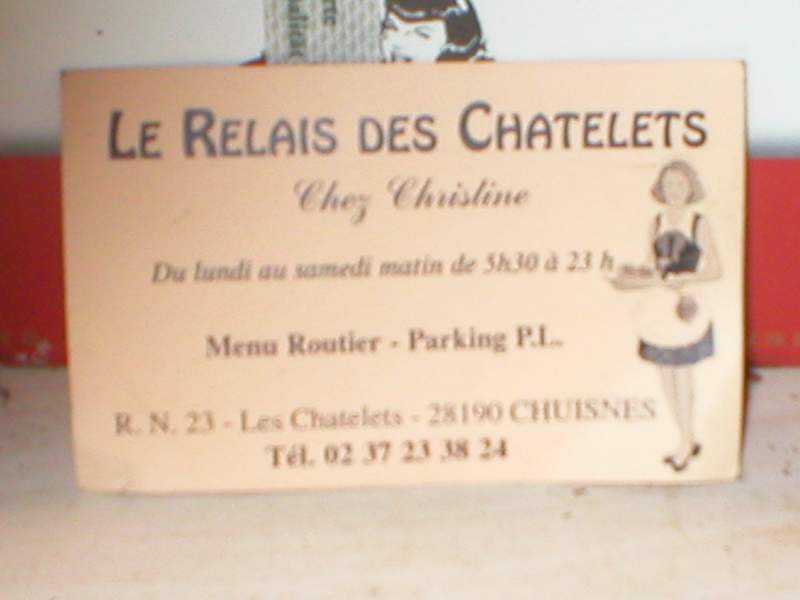 LE RELAIS DES CHATELETS
Chez Christine
Du lundi au samedi matin de 5h30 à 23 h
Menu Routier - Parking P.L.
R. N. 23 - Les Chatelets - 28190 CHUISNES
Tél. 02 37 23 38 24